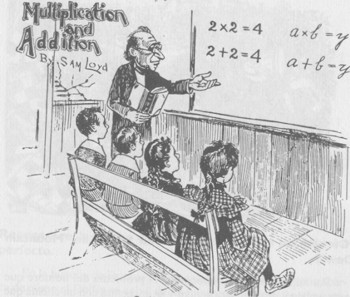 Multiplication
and
Addition
By SAM Loyd
2×2=4
a×b=y
2+2=4
a+b=y